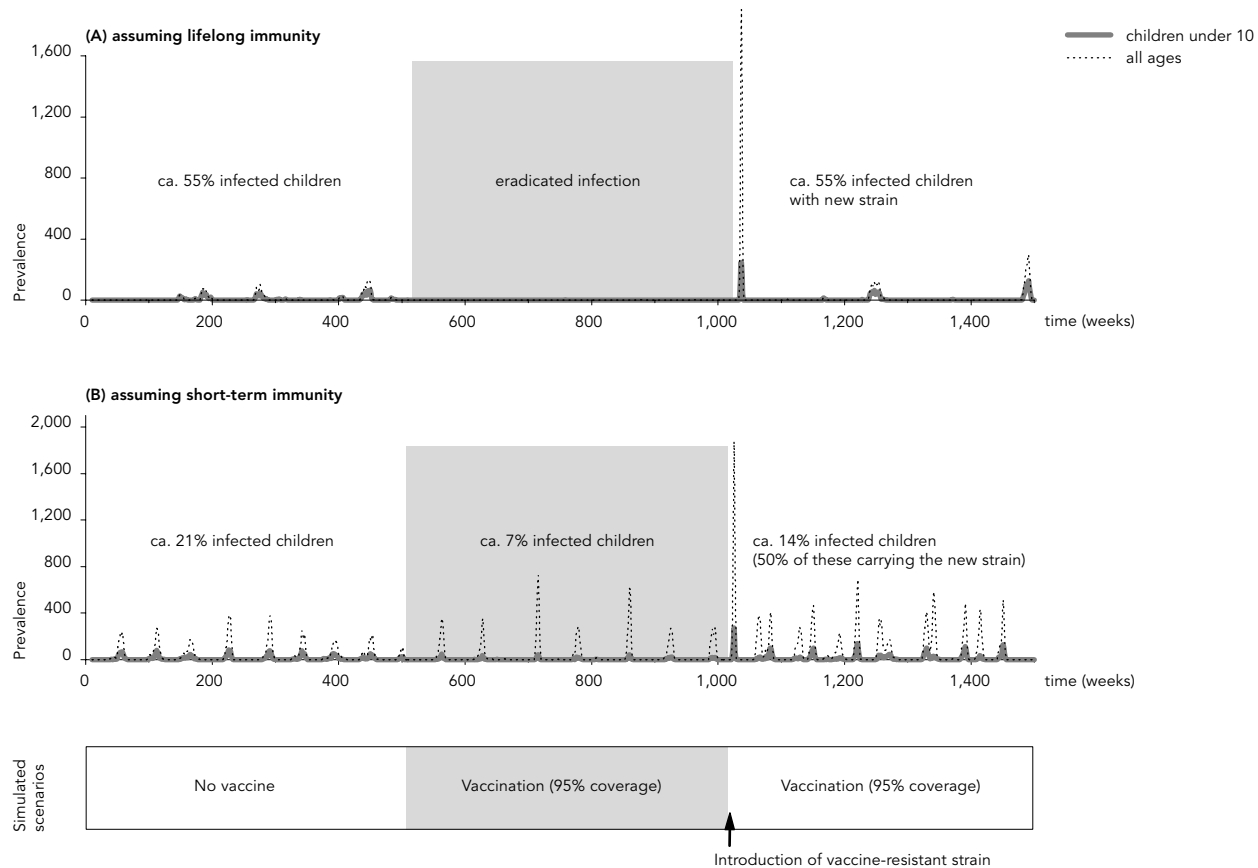 (A) assuming lifelong immunity
children under 10
all ages
1,600
1,200
800
400
0
Prevalence
ca. 55% infected children
eradicated infection
ca. 55% infected children
with new strain
0
200
400
600
800
1,000
1,200
1,400
time (weeks)
(B) assuming short-term immunity
2,000
1,600
1,200
800
400
0
Prevalence
ca. 21% infected children
ca. 7% infected children
ca. 14% infected children
(50% of these carrying the new strain)
0
200
400
600
800
1,000
1,200
1,400
time (weeks)
Simulated
scenarios
No vaccine
Vaccination (95% coverage)
Vaccination (95% coverage)
Introduction of vaccine-resistant strain